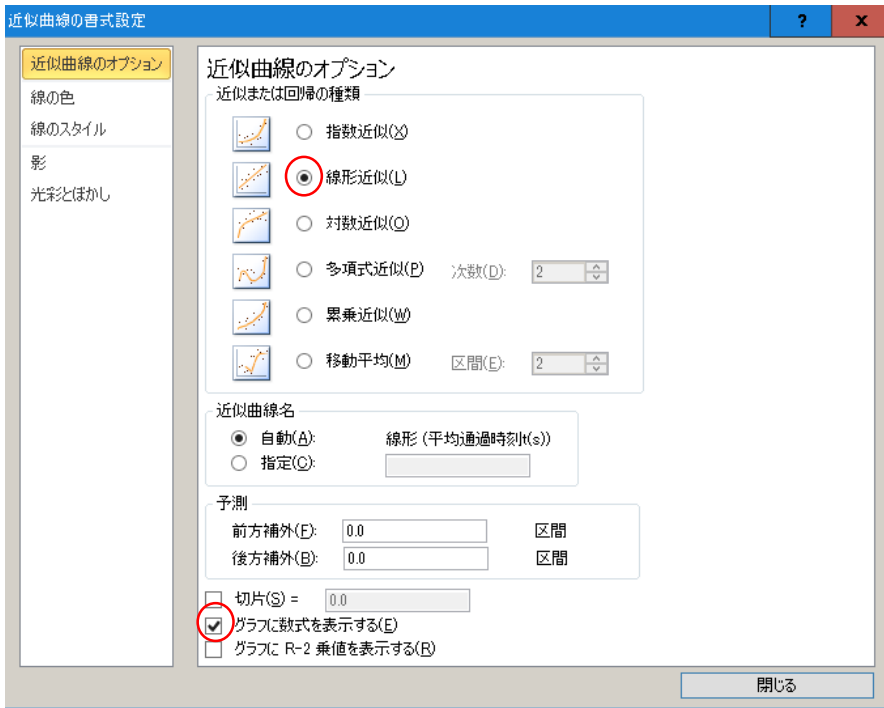 近似曲線の書式設定
? x
近似曲線のオプション
線の色
線のスタイル
影
光彩とぼかし
近似曲線のオプション
近似または回帰の種類
指数近似(X)
線形近似(L)
対数近似(O)
多項式近似(P) 次数(D): 2
累乗近似(W)
移動平均(M) 区間(E): 2
近似曲線名
自動(A): 線形 (平均通過時刻t(s))
指定(C):
予測
前方補外(F): 0.0 区間
後方補外(B): 0.0 区間
切片(S) = 0.0
グラフに数式を表示する(E)
グラフに R-2 乗値を表示する(R)
閉じる